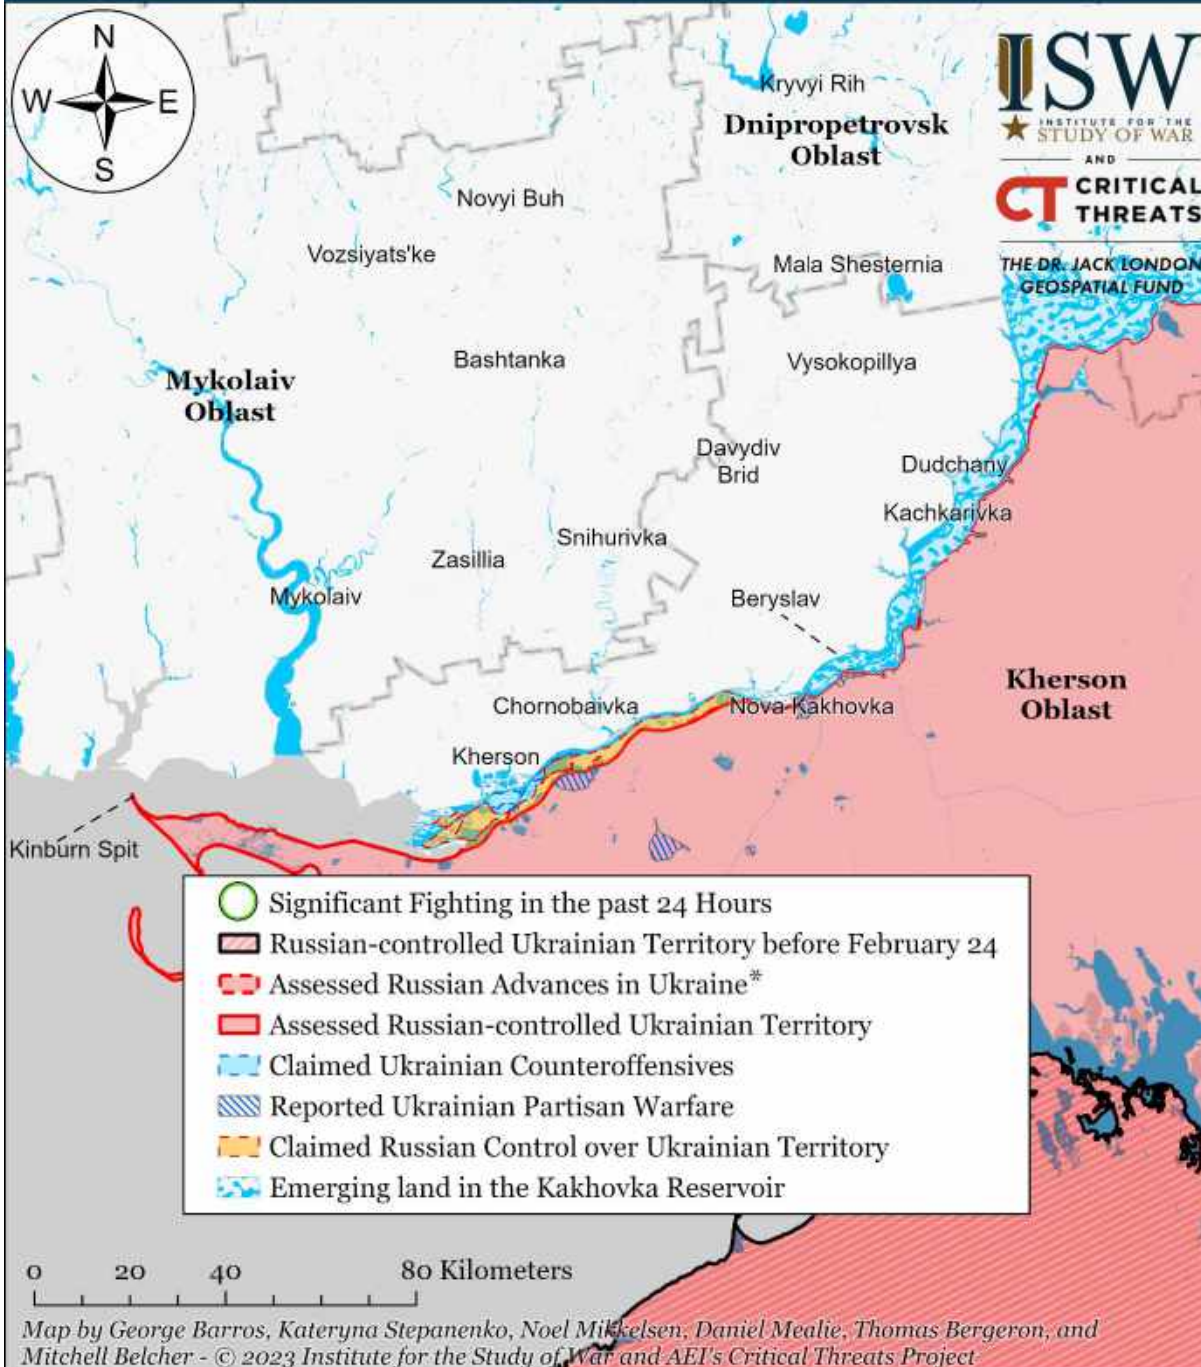 N
W E
S
ISW
INSTITUTE FOR THE
STUDY OF WAR
AND
CT CRITICAL
THREATS
THE DR. JACK LONDON
GEOSPATIAL FUND
Kryvyi Rih
Dnipropetrovsk
Oblast
Novyi Buh
Vozsiyats'ke
Mala Shesternia
Bashtanka
Vysokopillya
Mykolaiv
Oblast
Davydiv
Brid
Dudchany
Kachkarivka
Snihurivka
Zasillia
Mykolaiv
Beryslav
Kherson
Oblast
Chornobaivka
Nova Kakhovka
Kherson
Kinburn Spit
Significant Fighting in the past 24 Hours
Russian-controlled Ukrainian Territory before February 24
Assessed Russian Advances in Ukraine*
Assessed Russian-controlled Ukrainian Territory
Claimed Ukrainian Counteroffensives
Reported Ukrainian Partisan Warfare
Claimed Russian Control over Ukrainian Territory
Emerging land in the Kakhovka Reservoir
0 20 40 80 Kilometers
Map by George Barros, Kateryna Stepanenko, Noel Mikkelsen, Daniel Mealie, Thomas Bergeron, and
Mitchell Belcher - © 2023 Institute for the Study of War and AEI's Critical Threats Project